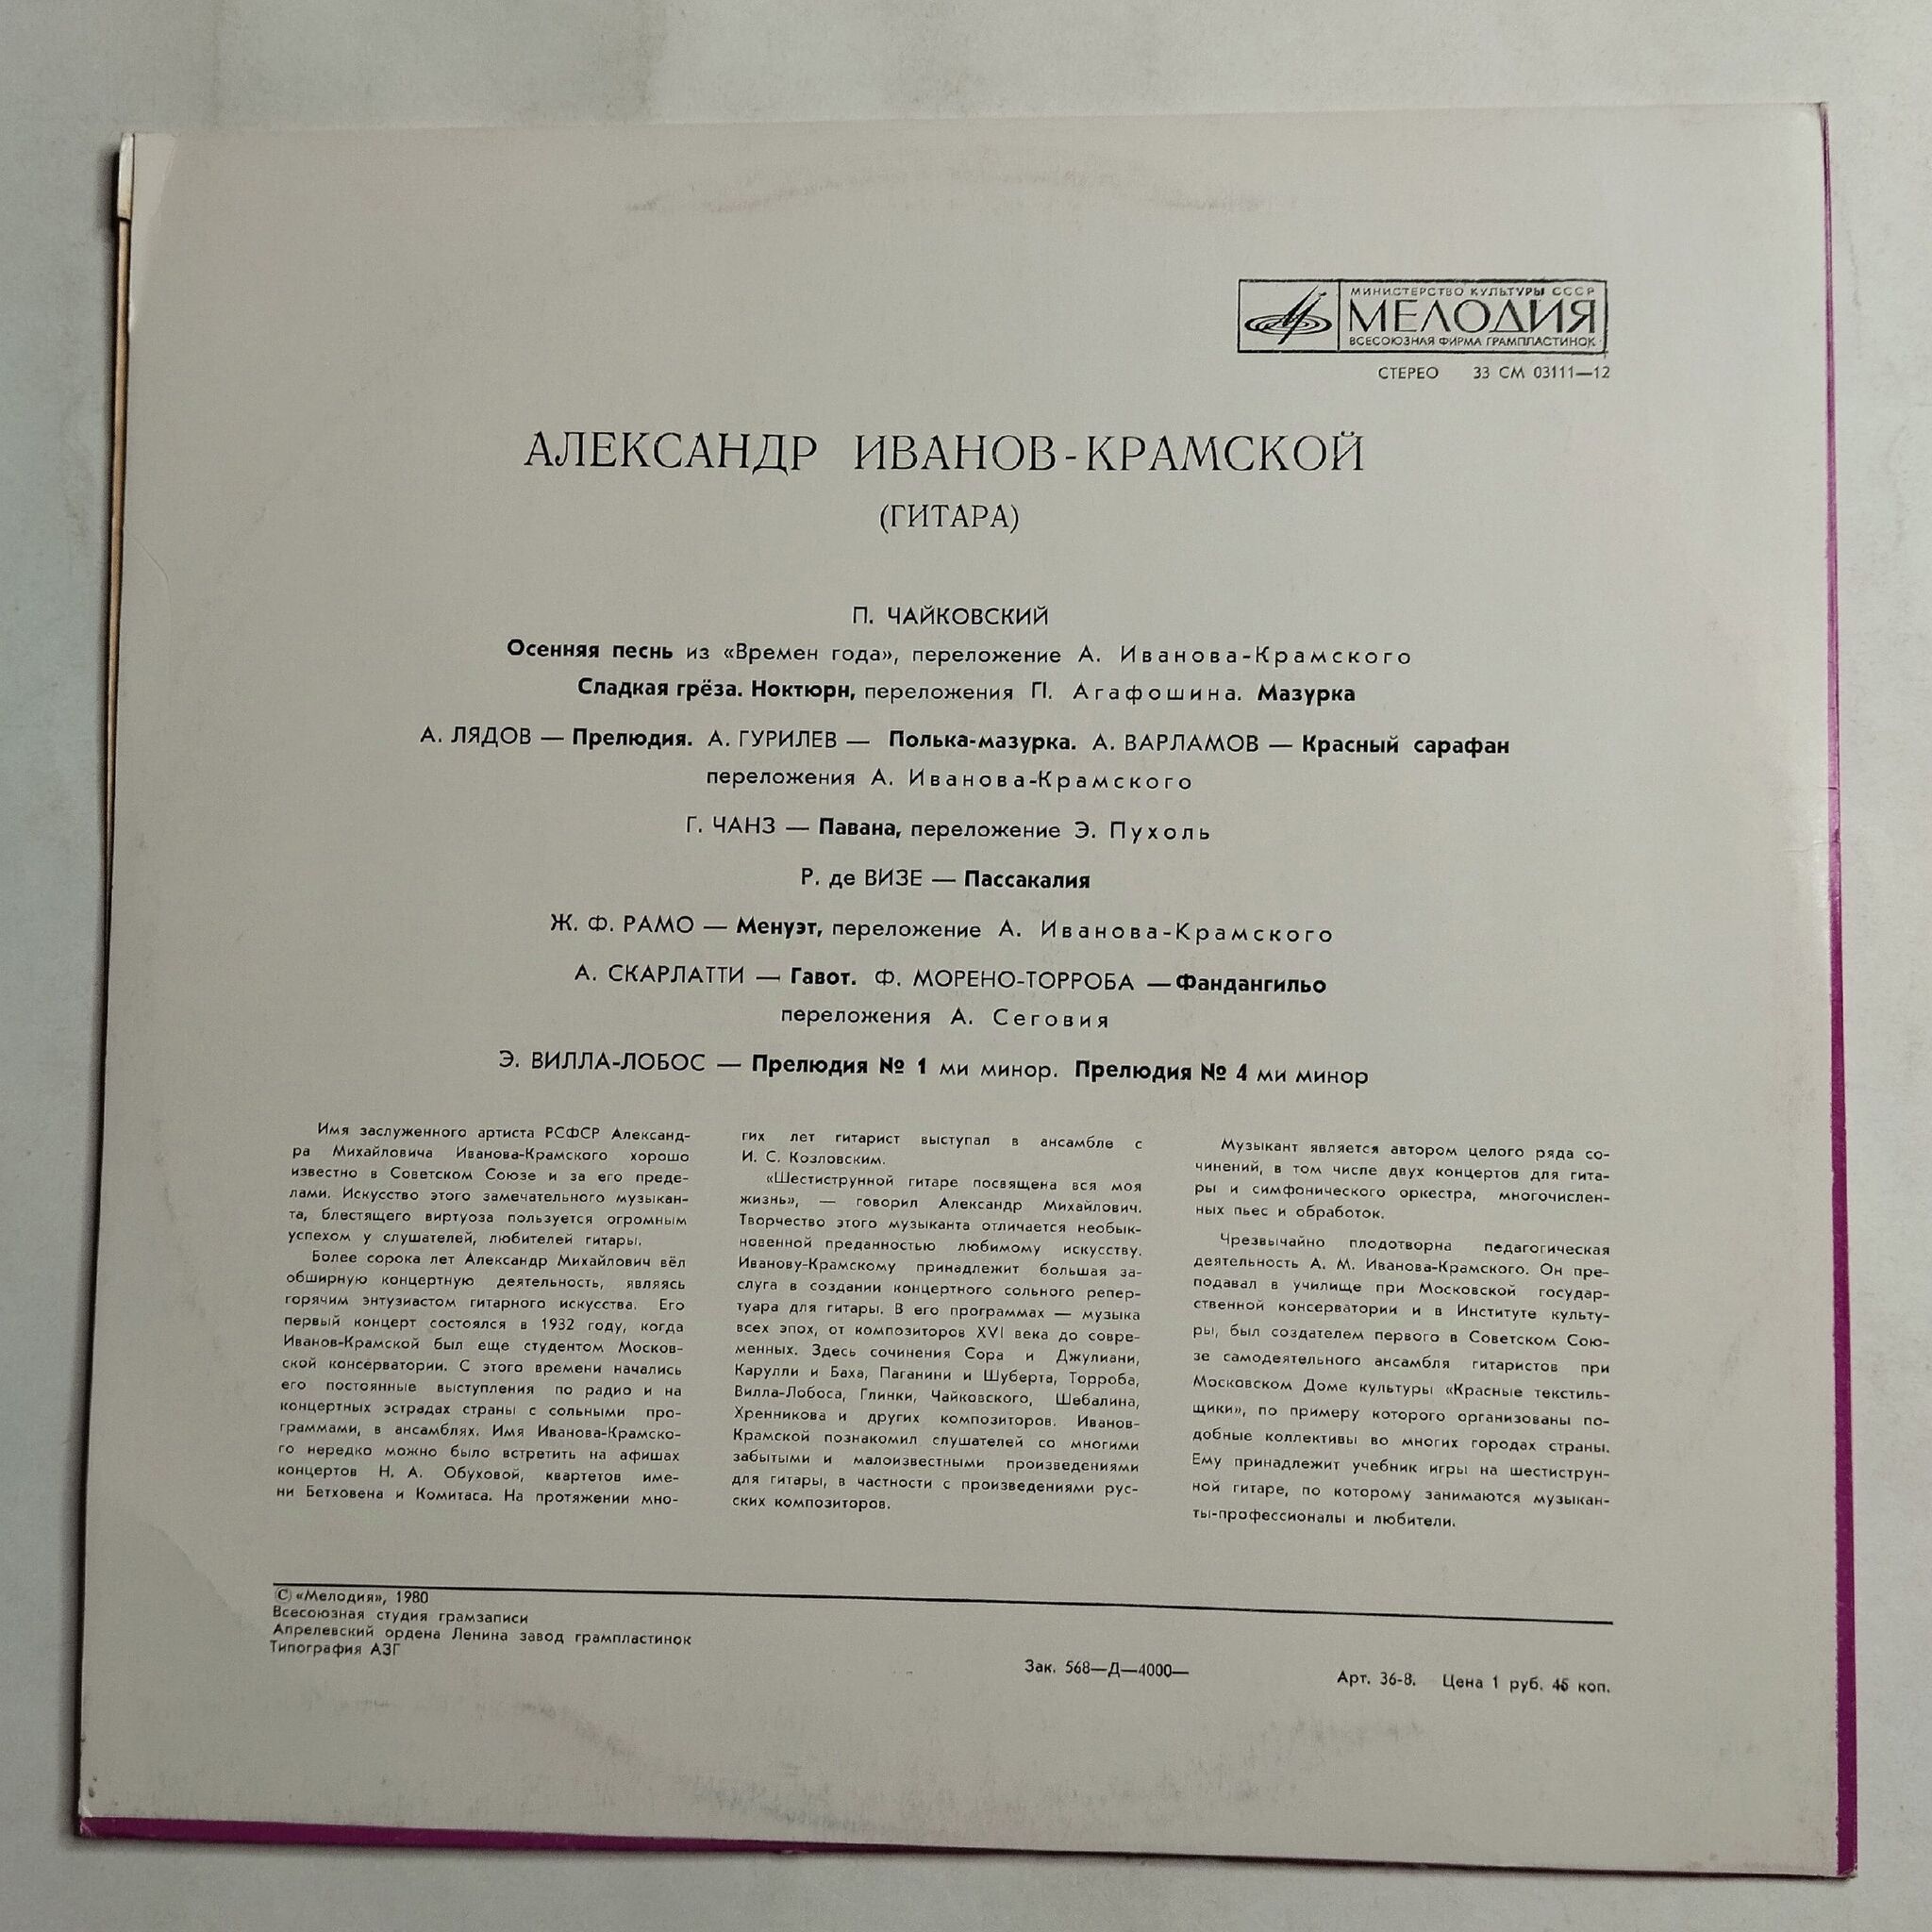 МИНИСТЕРСТВО КУЛЬТУРЫ СССР
МЕЛОДИЯ
ВСЕСОЮЗНАЯ ФИРМА ГРАМПЛАСТИНОК
СТЕРЕО 33 СМ 03111—12
АЛЕКСАНДР ИВАНОВ-КРАМСКОЙ
(ГИТАРА)
П. ЧАЙКОВСКИЙ
Осенняя песнь из «Времен года», переложение А. Иванова-Крамского
Сладкая грёза. Ноктюрн, переложения П. Агафошина. Мазурка
А. ЛЯДОВ — Прелюдия. А. ГУРИЛЕВ — Полька-мазурка. А. ВАРЛАМОВ — Красный сарафан
переложения А. Иванова-Крамского
Г. ЧАНЗ — Павана, переложение Э. Пухоль
Р. де ВИЗЕ — Пассакалия
Ж. Ф. РАМО — Менуэт, переложение А. Иванова-Крамского
А. СКАРЛАТТИ — Гавот. Ф. МОРЕНО-ТОРРОБА — Фандангильо
переложения А. Сеговия
Э. ВИЛЛА-ЛОБОС — Прелюдия № 1 ми минор. Прелюдия № 4 ми минор
Имя заслуженного артиста РСФСР Александ-
ра Михайловича Иванова-Крамского хорошо
известно в Советском Союзе и за его преде-
лами. Искусство этого замечательного музыкан-
та, блестящего виртуоза пользуется огромным
успехом у слушателей, любителей гитары.
Более сорока лет Александр Михайлович вёл
обширную концертную деятельность, являясь
горячим энтузиастом гитарного искусства. Его
первый концерт состоялся в 1932 году, когда
Иванов-Крамской был еще студентом Москов-
ской консерватории. С этого времени начались
его постоянные выступления по радио и на
концертных эстрадах страны с сольными про-
граммами, в ансамблях. Имя Иванова-Крамско-
го нередко можно было встретить на афишах
концертов Н. А. Обуховой, квартетов име-
ни Бетховена и Комитаса. На протяжении мно-
гих лет гитарист выступал в ансамбле с
И. С. Козловским.
«Шестиструнной гитаре посвящена вся моя
жизнь», — говорил Александр Михайлович.
Творчество этого музыканта отличается необык-
новенной преданностью любимому искусству.
Иванову-Крамскому принадлежит большая за-
слуга в создании концертного сольного репер-
туара для гитары. В его программах — музыка
всех эпох, от композиторов XVI века до совре-
менных. Здесь сочинения Сора и Джулиани,
Карулли и Баха, Паганини и Шуберта, Торроба,
Вилла-Лобоса, Глинки, Чайковского, Шебалина,
Хренникова и других композиторов. Иванов-
Крамской познакомил слушателей со многими
забытыми и малоизвестными произведениями
для гитары, в частности с произведениями рус-
ских композиторов.
Музыкант является автором целого ряда со-
чинений, в том числе двух концертов для гита-
ры и симфонического оркестра, многочислен-
ных пьес и обработок.
Чрезвычайно плодотворна педагогическая
деятельность А. М. Иванова-Крамского. Он пре-
подавал в училище при Московской государ-
ственной консерватории и в Институте культу-
ры, был создателем первого в Советском Сою-
зе самодеятельного ансамбля гитаристов при
Московском Доме культуры «Красные текстиль-
щики», по примеру которого организованы по-
добные коллективы во многих городах страны.
Ему принадлежит учебник игры на шестиструн-
ной гитаре, по которому занимаются музыкан-
ты-профессионалы и любители.
© «Мелодия», 1980
Всесоюзная студия грамзаписи
Апрелевский ордена Ленина завод грампластинок
Типография АЗГ
Зак. 568—Д—4000—
Арт. 36-8. Цена 1 руб. 45 коп.